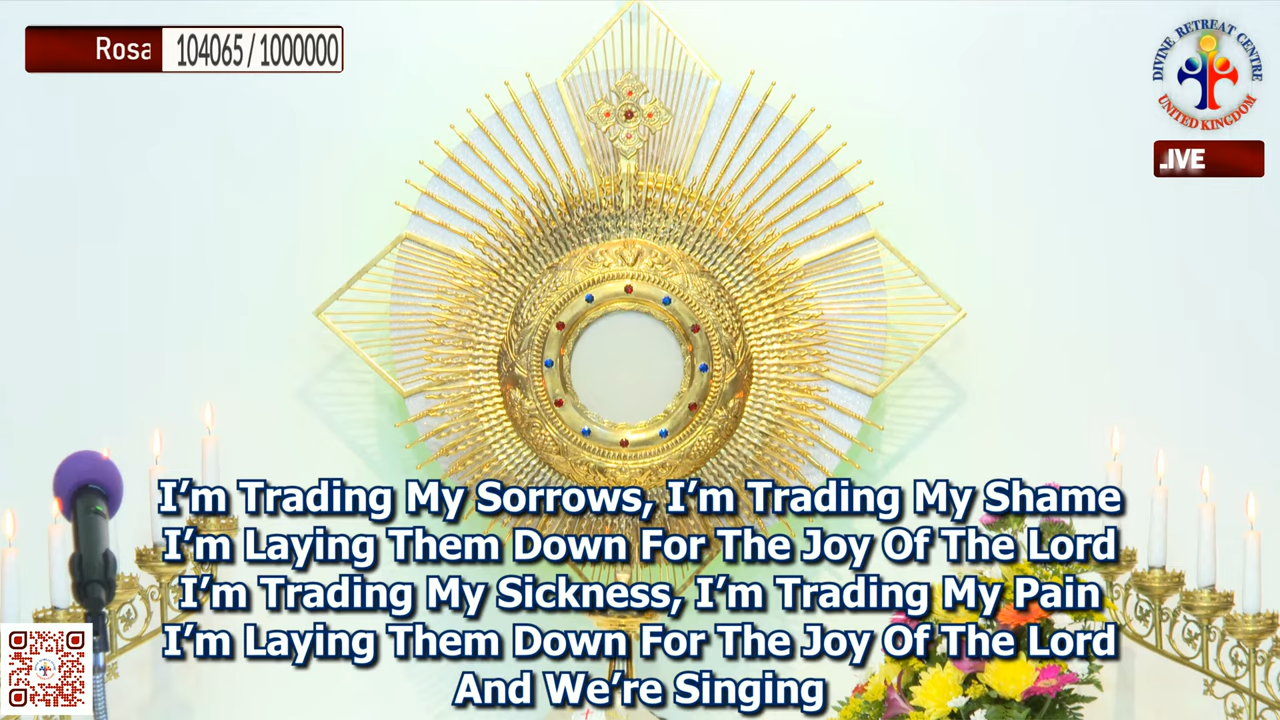 Rosa 104065 / 1000000
DIVINE RETREAT CENTRE
UNITED KINGDOM
LIVE
I'm Trading My Sorrows, I'm Trading My Shame
I'm Laying Them Down For The Joy Of The Lord
I'm Trading My Sickness, I'm Trading My Pain
I'm Laying Them Down For The Joy Of The Lord
And We're Singing